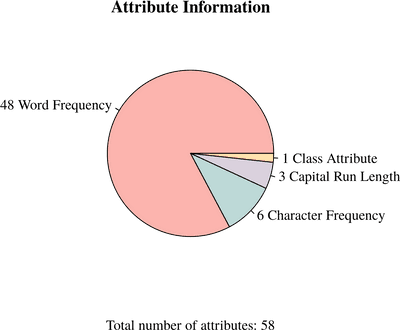 Attribute Information
48 Word Frequency
1 Class Attribute
3 Capital Run Length
6 Character Frequency
Total number of attributes: 58